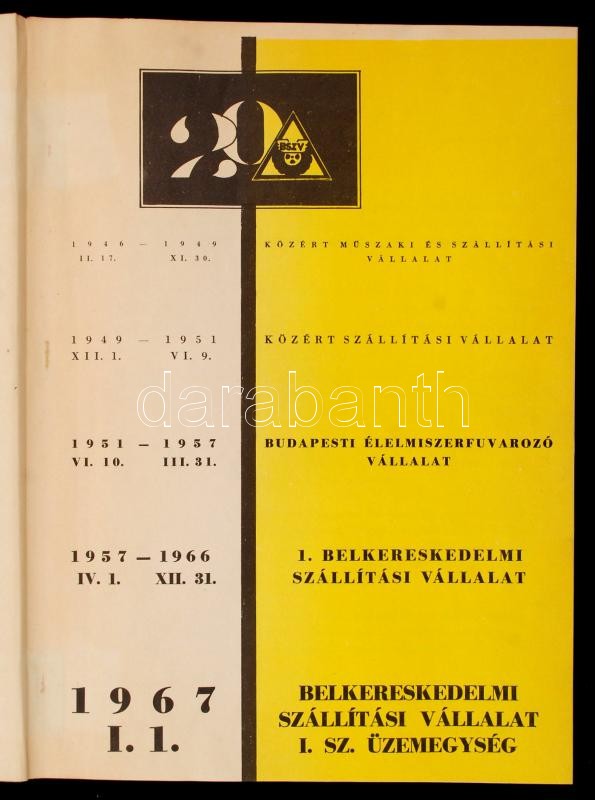 20
BSZV
1946 — 1949
II. 17. XI. 30.
KÖZÉRT MŰSZAKI ÉS SZÁLLÍTÁSI
VÁLLALAT
1949 — 1951
XII. 1. VI. 9.
KÖZÉRT SZÁLLÍTÁSI VÁLLALAT
darabanth
1951 — 1957
VI. 10. III. 31.
BUDAPESTI ÉLELMISZERFUVAROZÓ
VÁLLALAT
1957 — 1966
IV. 1. XII. 31.
1. BELKERESKEDELMI
SZÁLLÍTÁSI VÁLLALAT
1967
I. 1.
BELKERESKEDELMI
SZÁLLÍTÁSI VÁLLALAT
I. SZ. ÜZEMEGYSÉG